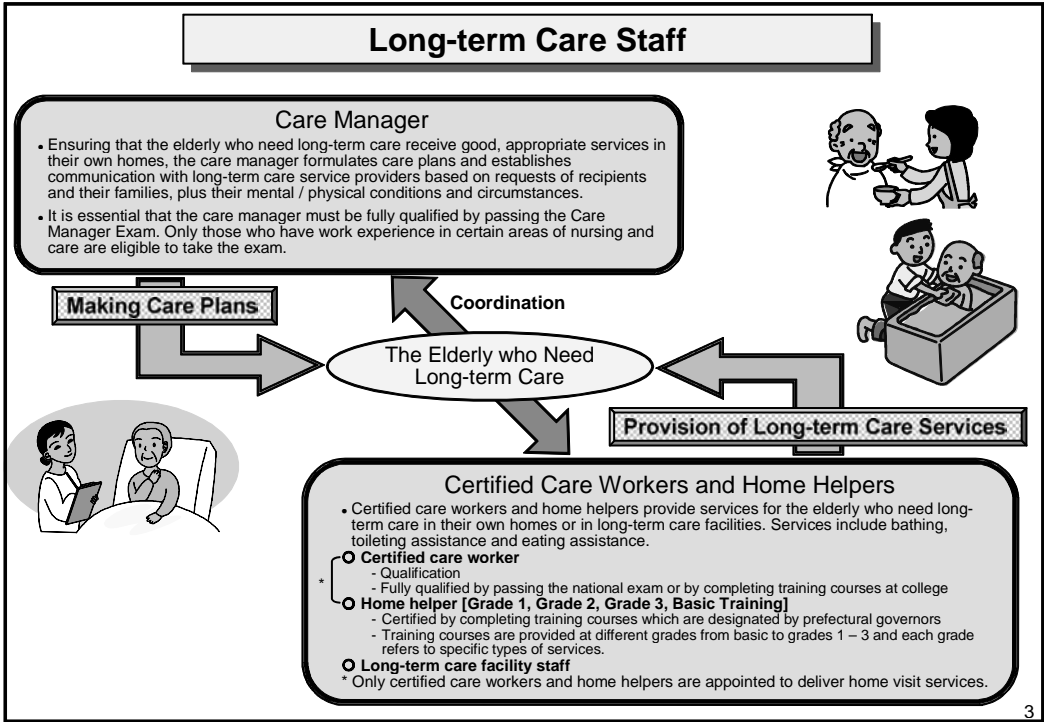 Long-term Care Staff
Care Manager
• Ensuring that the elderly who need long-term care receive good, appropriate services in
their own homes, the care manager formulates care plans and establishes
communication with long-term care service providers based on requests of recipients
and their families, plus their mental / physical conditions and circumstances.
• It is essential that the care manager must be fully qualified by passing the Care
Manager Exam. Only those who have work experience in certain areas of nursing and
care are eligible to take the exam.
Making Care Plans
Coordination
The Elderly who Need
Long-term Care
Provision of Long-term Care Services
Certified Care Workers and Home Helpers
• Certified care workers and home helpers provide services for the elderly who need long-
term care in their own homes or in long-term care facilities. Services include bathing,
toileting assistance and eating assistance.
* O Certified care worker
- Qualification
- Fully qualified by passing the national exam or by completing training courses at college
O Home helper [Grade 1, Grade 2, Grade 3, Basic Training]
- Certified by completing training courses which are designated by prefectural governors
- Training courses are provided at different grades from basic to grades 1 – 3 and each grade
refers to specific types of services.
O Long-term care facility staff
* Only certified care workers and home helpers are appointed to deliver home visit services.
3